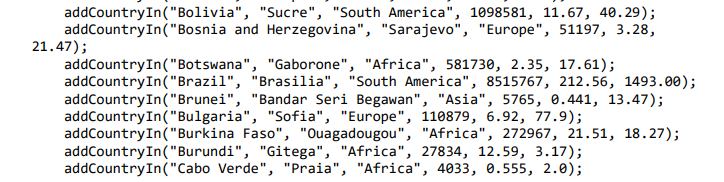 addCountryIn("Bolivia", "Sucre", "South America", 1098581, 11.67, 40.29);
addCountryIn("Bosnia and Herzegovina", "Sarajevo", "Europe", 51197, 3.28,
21.47);
addCountryIn("Botswana", "Gaborone", "Africa", 581730, 2.35, 17.61);
addCountryIn("Brazil", "Brasilia", "South America", 8515767, 212.56, 1493.00);
addCountryIn("Brunei", "Bandar Seri Begawan", "Asia", 5765, 0.441, 13.47);
addCountryIn("Bulgaria", "Sofia", "Europe", 110879, 6.92, 77.9);
addCountryIn("Burkina Faso", "Ouagadougou", "Africa", 272967, 21.51, 18.27);
addCountryIn("Burundi", "Gitega", "Africa", 27834, 12.59, 3.17);
addCountryIn("Cabo Verde", "Praia", "Africa", 4033, 0.555, 2.0);